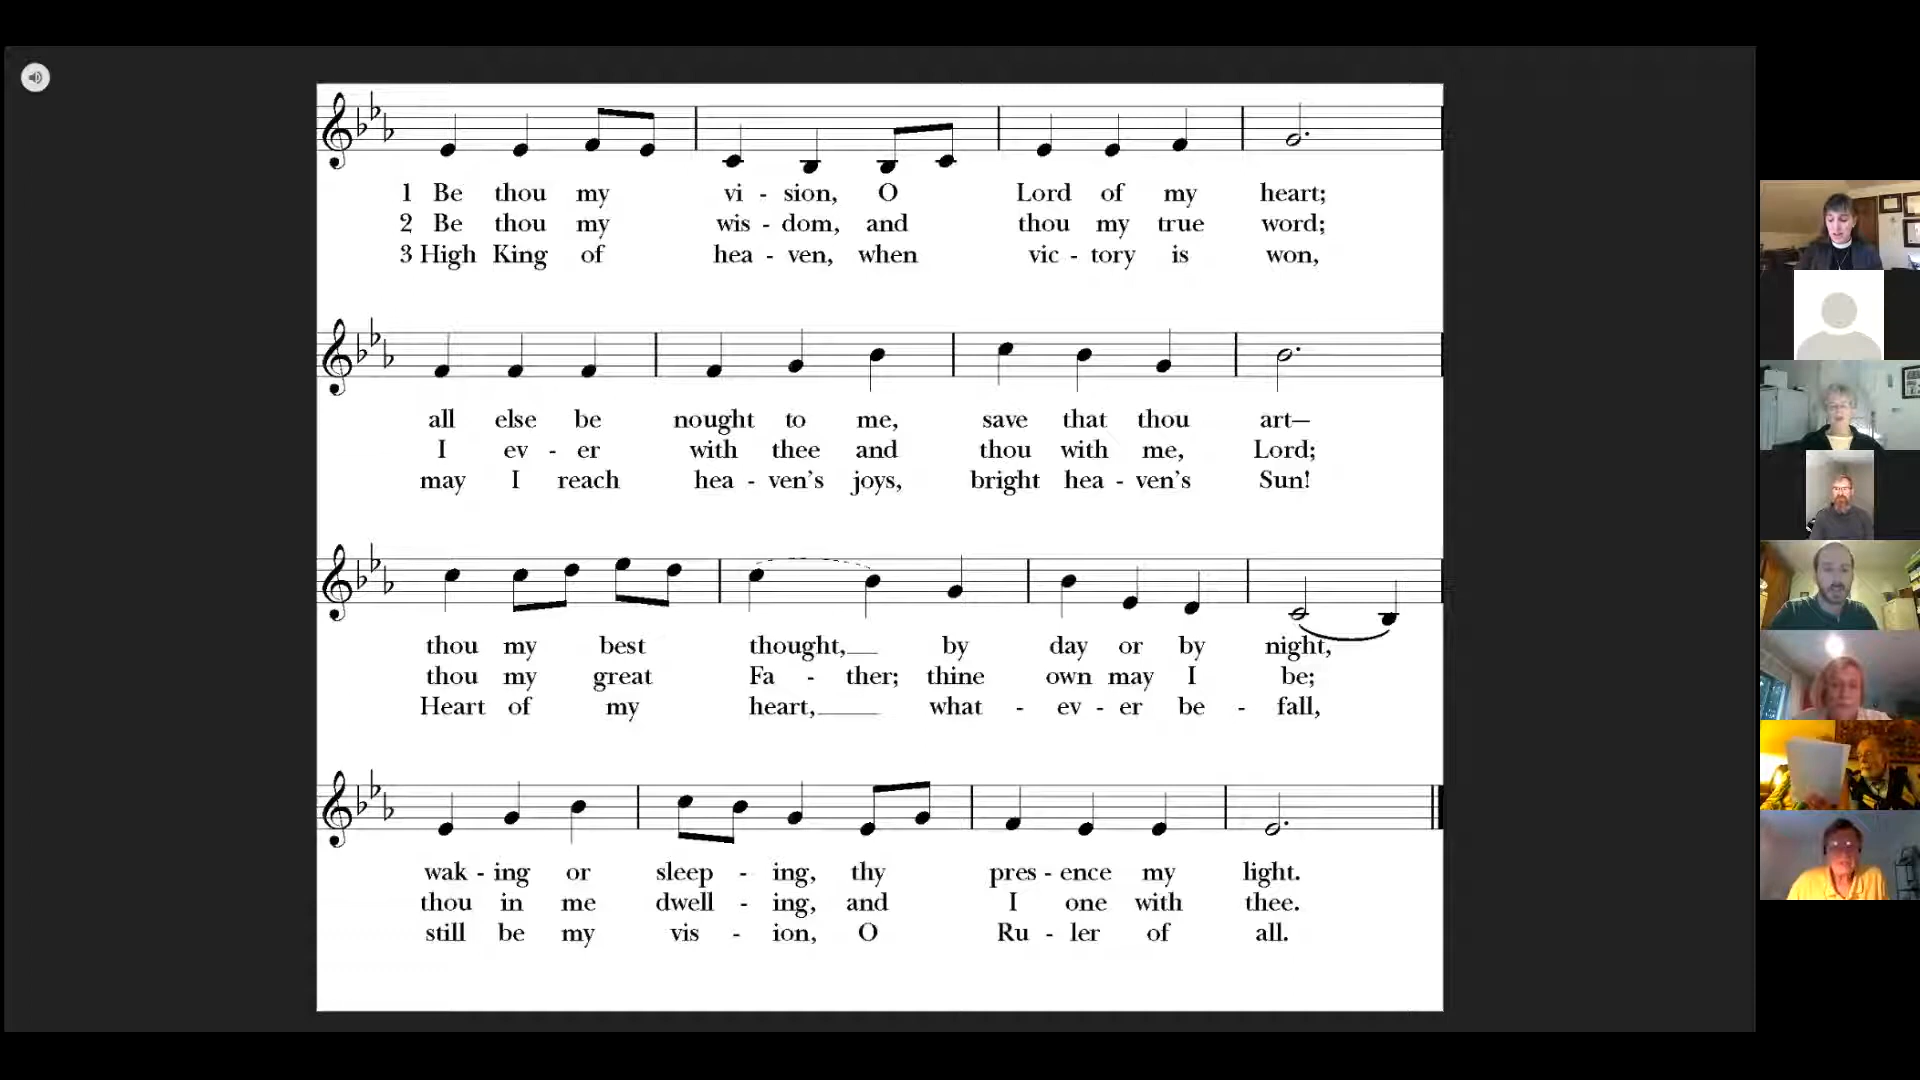 1 Be thou my vi - sion, O Lord of my heart;
2 Be thou my wis - dom, and thou my true word;
3 High King of hea - ven, when vic - tory is won,
all else be nought to me, save that thou art—
I ev - er with thee and thou with me, Lord;
may I reach hea - ven's joys, bright hea - ven's Sun!
thou my best thought, by day or by night,
thou my great Fa - ther; thine own may I be;
Heart of my heart, what - ev - er be - fall,
wak - ing or sleep - ing, thy pres - ence my light.
thou in me dwell - ing, and I one with thee.
still be my vis - ion, O Ru - ler of all.